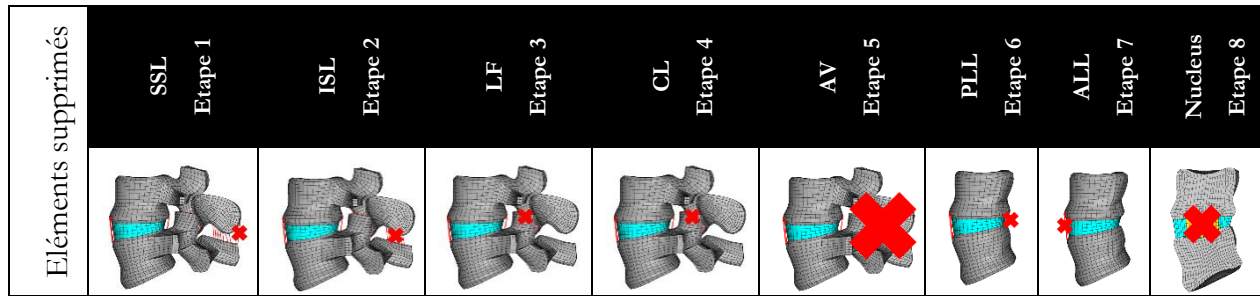 Eléments supprimés
SSL
Etape 1
ISL
Etape 2
LF
Etape 3
CL
Etape 4
AV
Etape 5
PLL
Etape 6
ALL
Etape 7
Nucleus
Etape 8